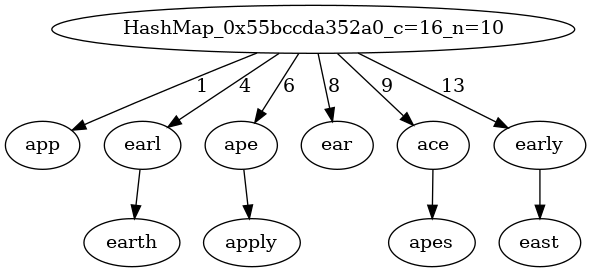 HashMap_0x55bccda352a0_c=16_n=10
1 4 6 8 9 13
app earl ape ear ace early
earth apply apes east